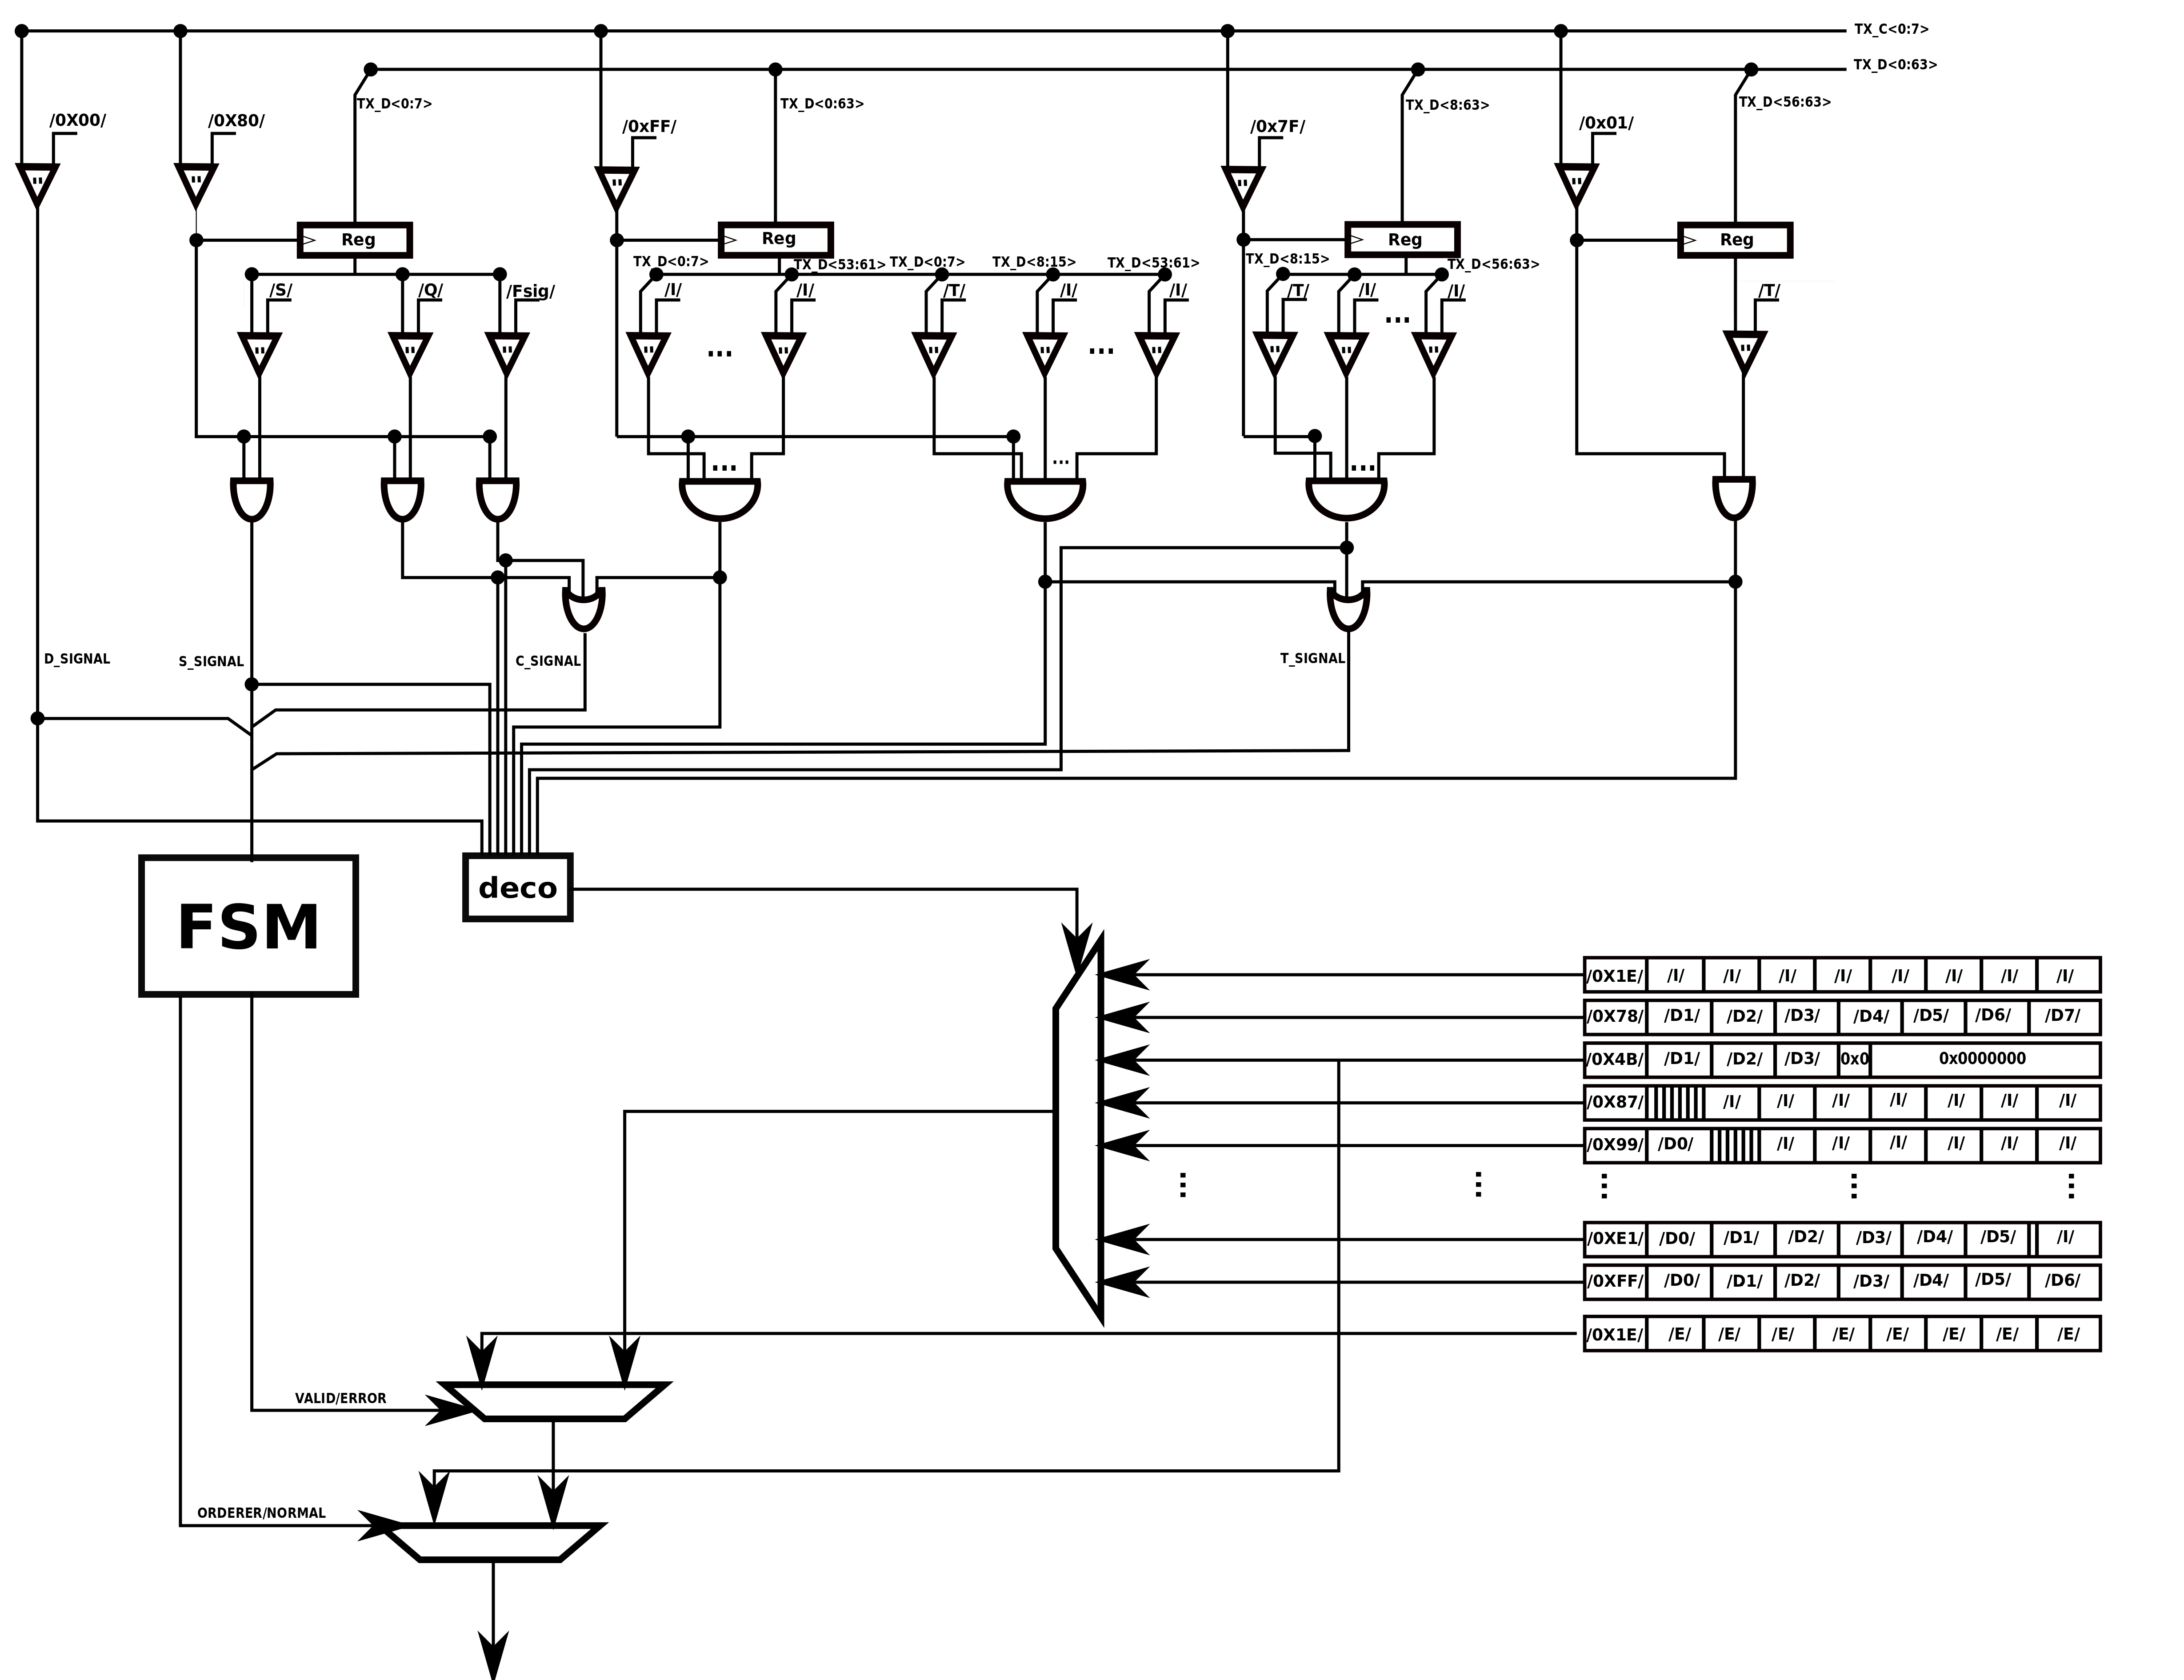 TX_C<0:7>
TX_D<0:63>
TX_D<0:7>
TX_D<0:63>
TX_D<8:63>
TX_D<56:63>
/0X00/
/0X80/
/0xFF/
/0x7F/
/0x01/
"
"
"
"
"
Reg
Reg
Reg
Reg
TX_D<0:7>
TX_D<53:61>
TX_D<0:7>
TX_D<8:15>
TX_D<53:61>
TX_D<8:15>
TX_D<56:63>
/S/
/Q/
/Fsig/
/I/
/I/
/T/
/I/
/I/
/T/
/I/
/I/
/T/
...
"
"
"
"
...
"
"
"
...
"
"
"
"
"
...
...
...
D_SIGNAL
S_SIGNAL
C_SIGNAL
T_SIGNAL
FSM
deco
/0X1E/ /I/ /I/ /I/ /I/ /I/ /I/ /I/ /I/
/0X78/ /D1/ /D2/ /D3/ /D4/ /D5/ /D6/ /D7/
/0X4B/ /D1/ /D2/ /D3/ 0x0 0x0000000
/0X87/ /I/ /I/ /I/ /I/ /I/ /I/ /I/
/0X99/ /D0/ /I/ /I/ /I/ /I/ /I/ /I/
... ... ... ... ...
/0XE1/ /D0/ /D1/ /D2/ /D3/ /D4/ /D5/ /I/
/0XFF/ /D0/ /D1/ /D2/ /D3/ /D4/ /D5/ /D6/
/0X1E/ /E/ /E/ /E/ /E/ /E/ /E/ /E/ /E/
VALID/ERROR
ORDERER/NORMAL